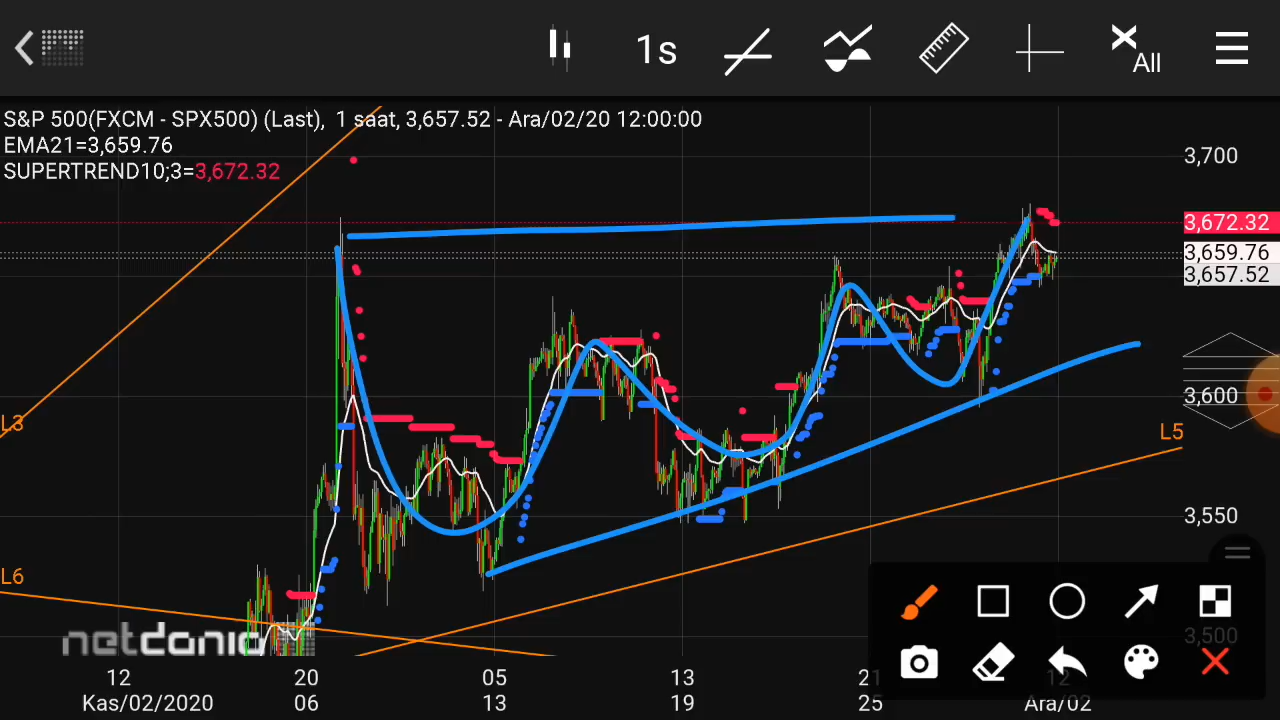 1s
All
S&P 500(FXCM - SPX500) (Last), 1 saat, 3,657.52 - Ara/02/20 12:00:00
EMA21=3,659.76
SUPERTREND10;3=3,672.32
3,700
3,672.32
3,659.76
3,657.52
3,600
L3
L5
3,550
L6
3,500
netdania
12 20 05 13 21 12
Kas/02/2020 06 13 19 25 Ara/02